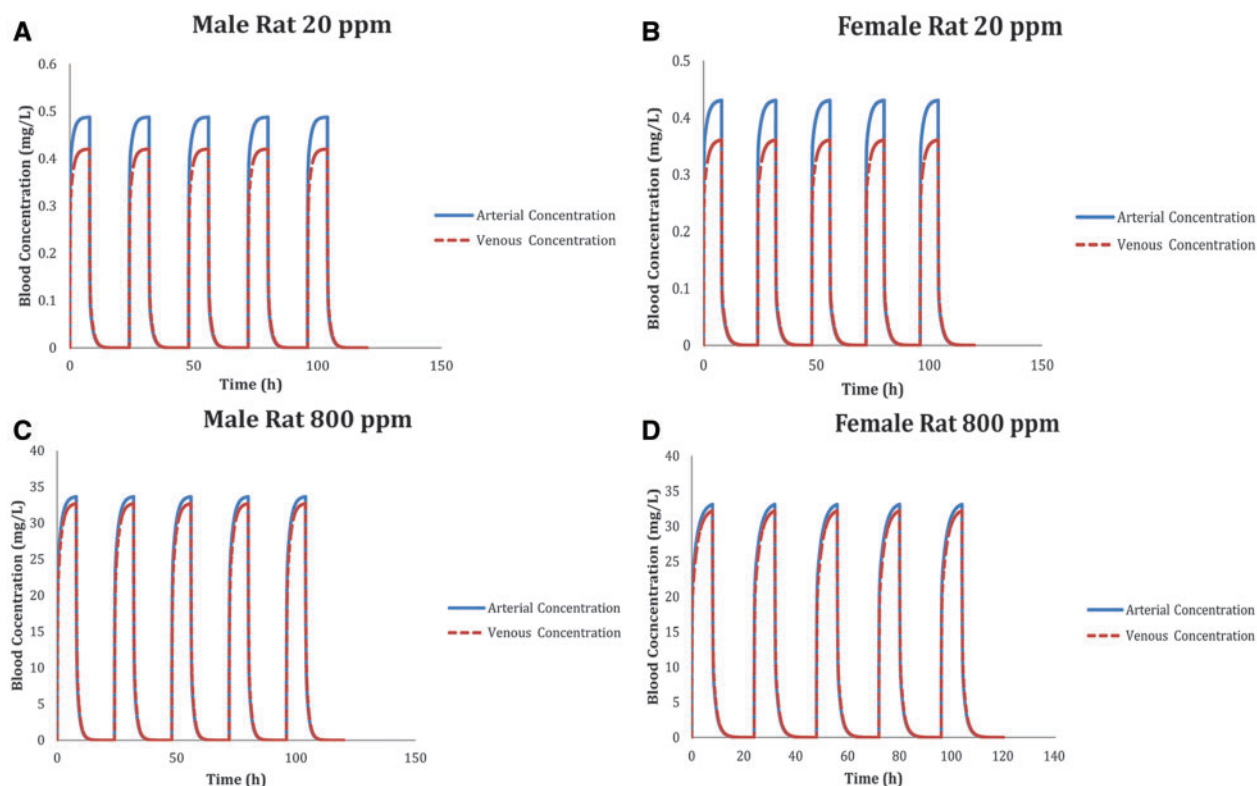 A
Male Rat 20 ppm
Blood Concentration (mg/L)
0.6
0.5
0.4
0.3
0.2
0.1
0
0
50
100
150
Time (h)
Arterial Concentration
Venous Concentration
B
Female Rat 20 ppm
Blood Concentration (mg/L)
0.5
0.4
0.3
0.2
0.1
0
0
50
100
150
Time (h)
Arterial Concentration
Venous Concentration
C
Male Rat 800 ppm
Blood Cocentration (mg/L)
40
35
30
25
20
15
10
5
0
0
50
100
150
Time (h)
Arterial Concentration
Venous Concentration
D
Female Rat 800 ppm
Blood Cocncentration (mg/L)
40
35
30
25
20
15
10
5
0
0
20
40
60
80
100
120
140
Time (h)
Arterial Concentration
Venous Concentration